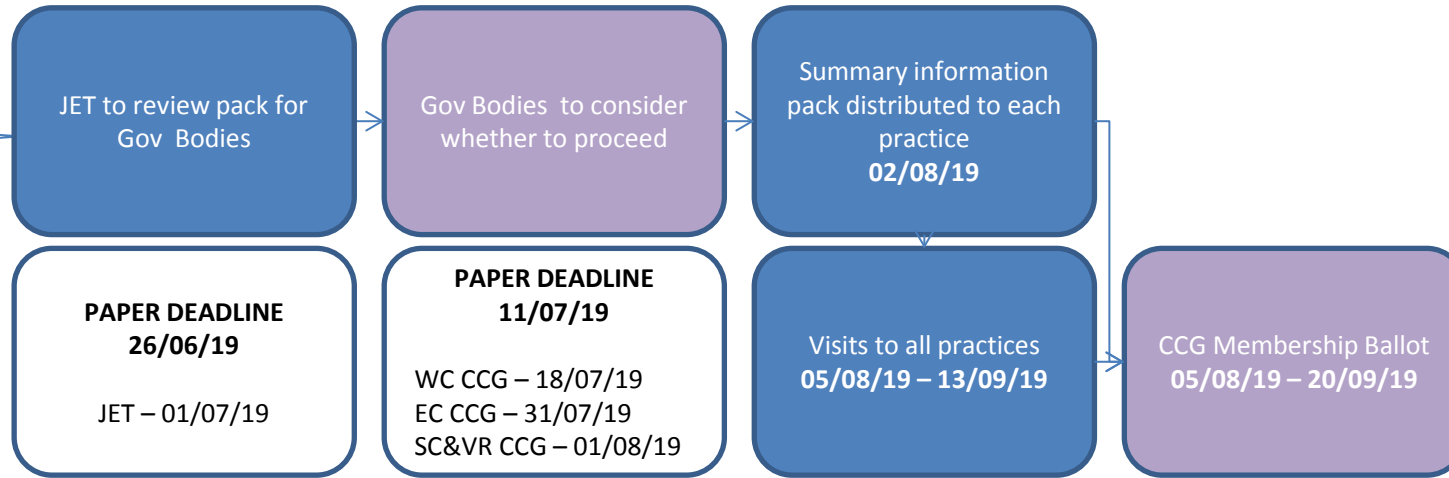 JET to review pack for
Gov Bodies
Gov Bodies to consider
whether to proceed
Summary information
pack distributed to each
practice
02/08/19
PAPER DEADLINE
26/06/19
JET – 01/07/19
PAPER DEADLINE
11/07/19
WC CCG – 18/07/19
EC CCG – 31/07/19
SC&VR CCG – 01/08/19
Visits to all practices
05/08/19 – 13/09/19
CCG Membership Ballot
05/08/19 – 20/09/19